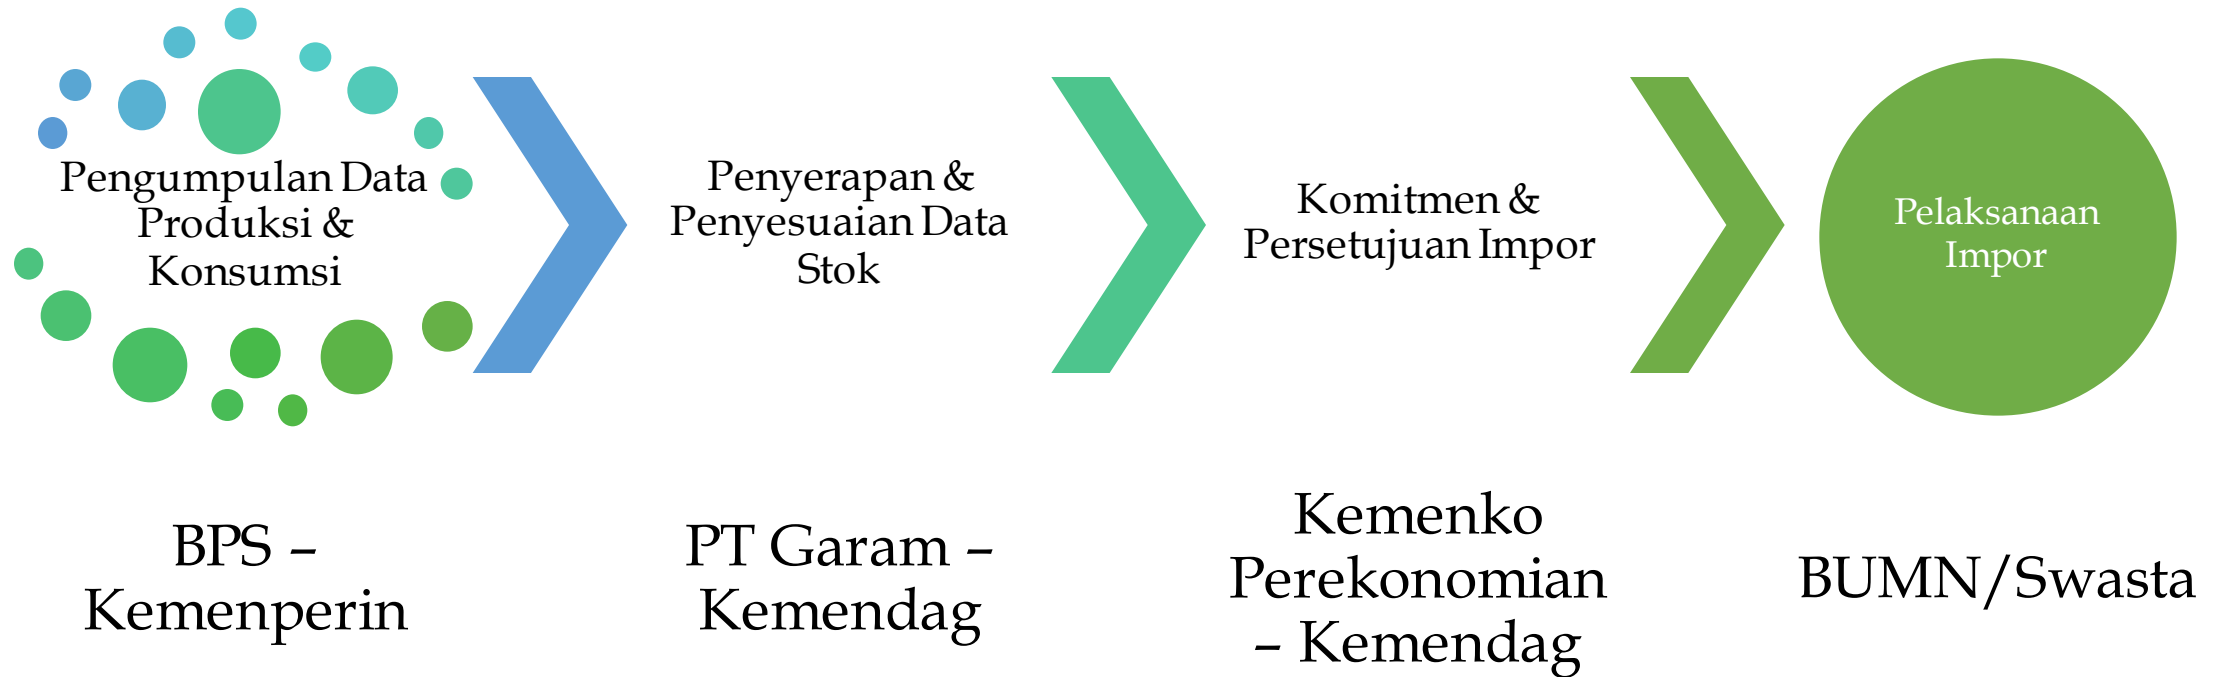 Pengumpulan Data
Produksi &
Konsumsi
Penyerapan &
Penyesuaian Data
Stok
Komitmen &
Persetujuan Impor
Pelaksanaan
Impor
BPS –
Kemenperin
PT Garam –
Kemendag
Kemenko
Perekonomian
– Kemendag
BUMN/Swasta